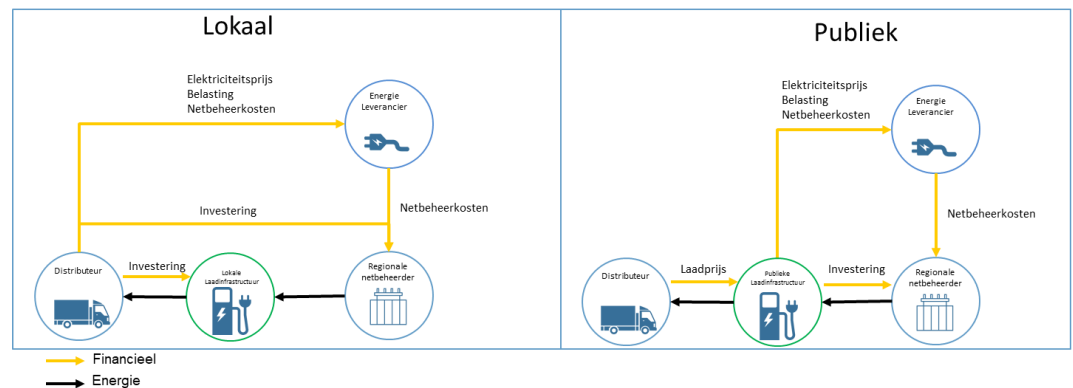 Lokaal
Elektriciteitsprijs
Belasting
Netbeheerkosten
Energie
Leverancier
Investering
Netbeheerkosten
Distributeur
Investering
Lokale
Laadinfrastructuur
Regionale
netbeheerder
Publiek
Elektriciteitsprijs
Belasting
Netbeheerkosten
Energie
Leverancier
Netbeheerkosten
Distributeur
Laadprijs
Publieke
Laadinfrastructuur
Investering
Regionale
netbeheerder
Financieel
Energie